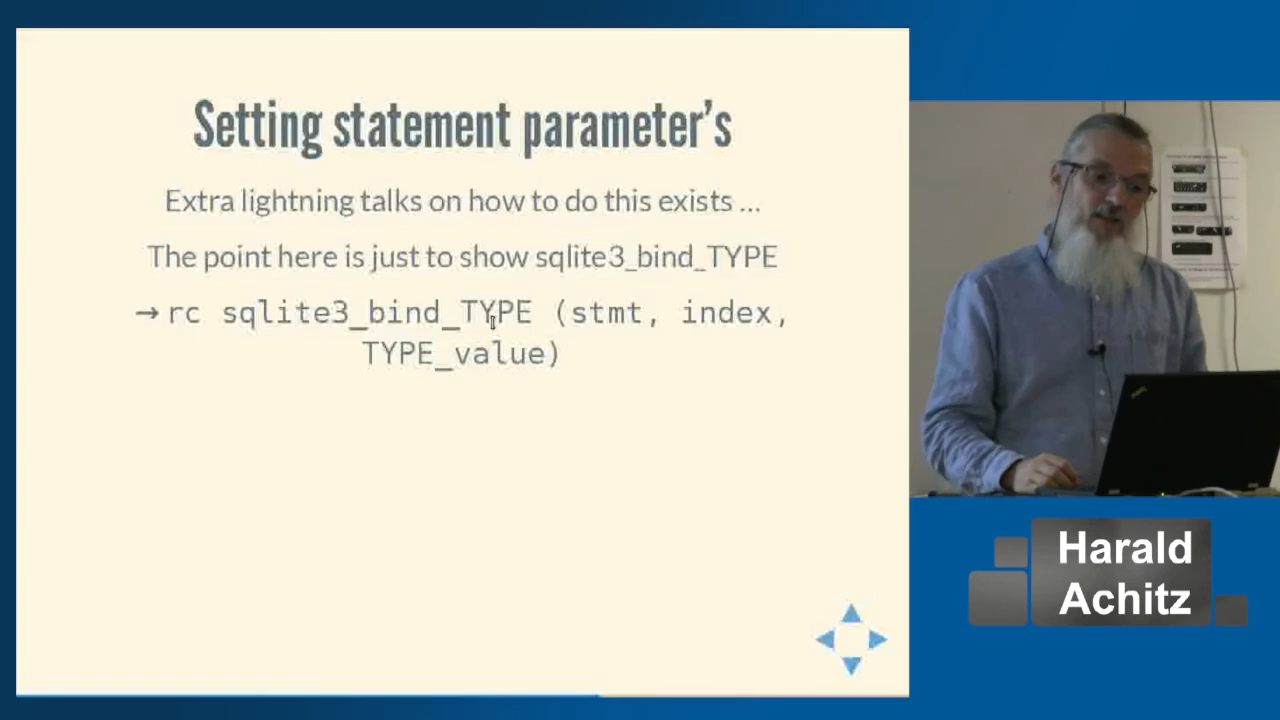 Setting statement parameter's
Extra lightning talks on how to do this exists ...
The point here is just to show sqlite3_bind_TYPE
→ rc sqlite3_bind_TYPE (stmt, index,
TYPE_value)
Harald
Achitz